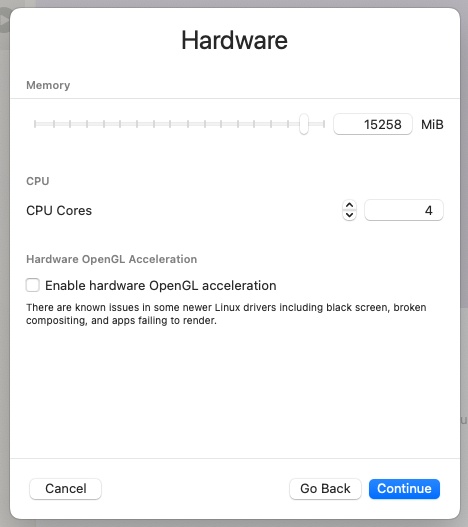 Hardware
Memory
15258 MiB
CPU
CPU Cores 4
Hardware OpenGL Acceleration
Enable hardware OpenGL acceleration
There are known issues in some newer Linux drivers including black screen, broken
compositing, and apps failing to render.
Cancel Go Back Continue